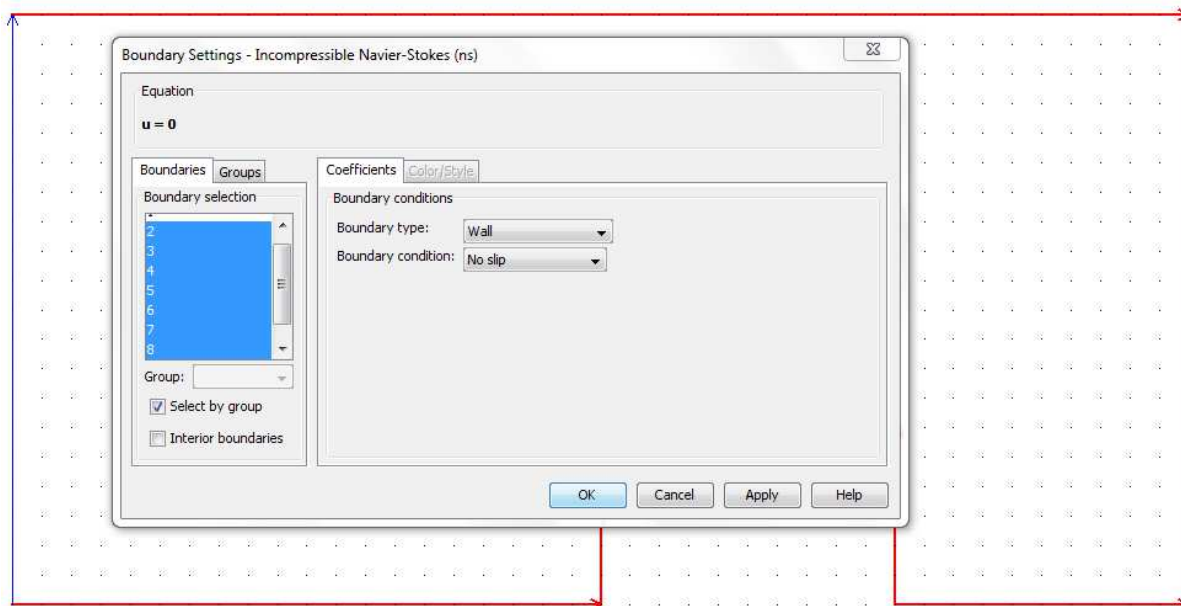 Boundary Settings - Incompressible Navier-Stokes (ns)
Equation
u = 0
Boundaries Groups
Coefficients Color/Style
Boundary selection
Boundary conditions
2
3
4
5
6
7
8
Boundary type: Wall
Boundary condition: No slip
Group:
Select by group
Interior boundaries
OK Cancel Apply Help